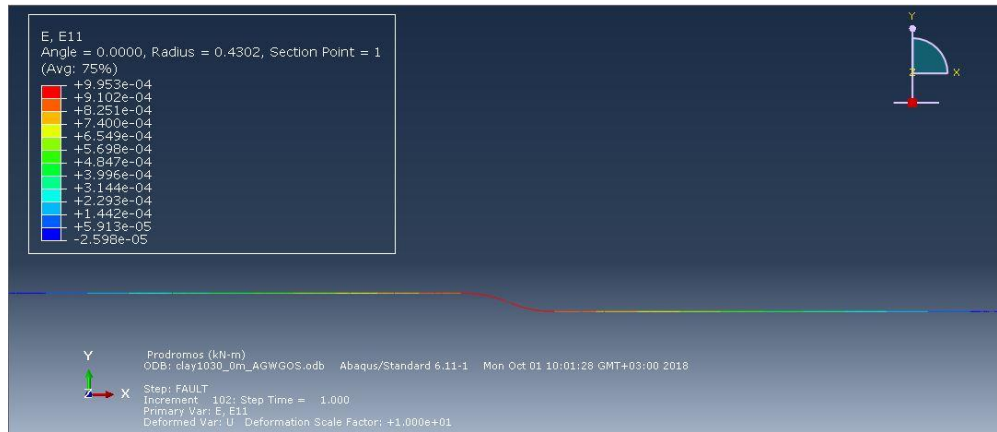 E, E11
Angle = 0.0000, Radius = 0.4302, Section Point = 1
(Avg: 75%)
+9.953e-04
+9.102e-04
+8.251e-04
+7.400e-04
+6.549e-04
+5.698e-04
+4.847e-04
+3.996e-04
+3.144e-04
+2.293e-04
+1.442e-04
+5.913e-05
-2.598e-05
Y
Z X
Prodromos (kN-m)
ODB: clay1030_0m_AGWGOS.odb Abaqus/Standard 6.11-1 Mon Oct 01 10:01:28 GMT+03:00 2018
Y
Z X
Step: FAULT
Increment 102: Step Time = 1.000
Primary Var: E, E11
Deformed Var: U Deformation Scale Factor: +1.000e+01